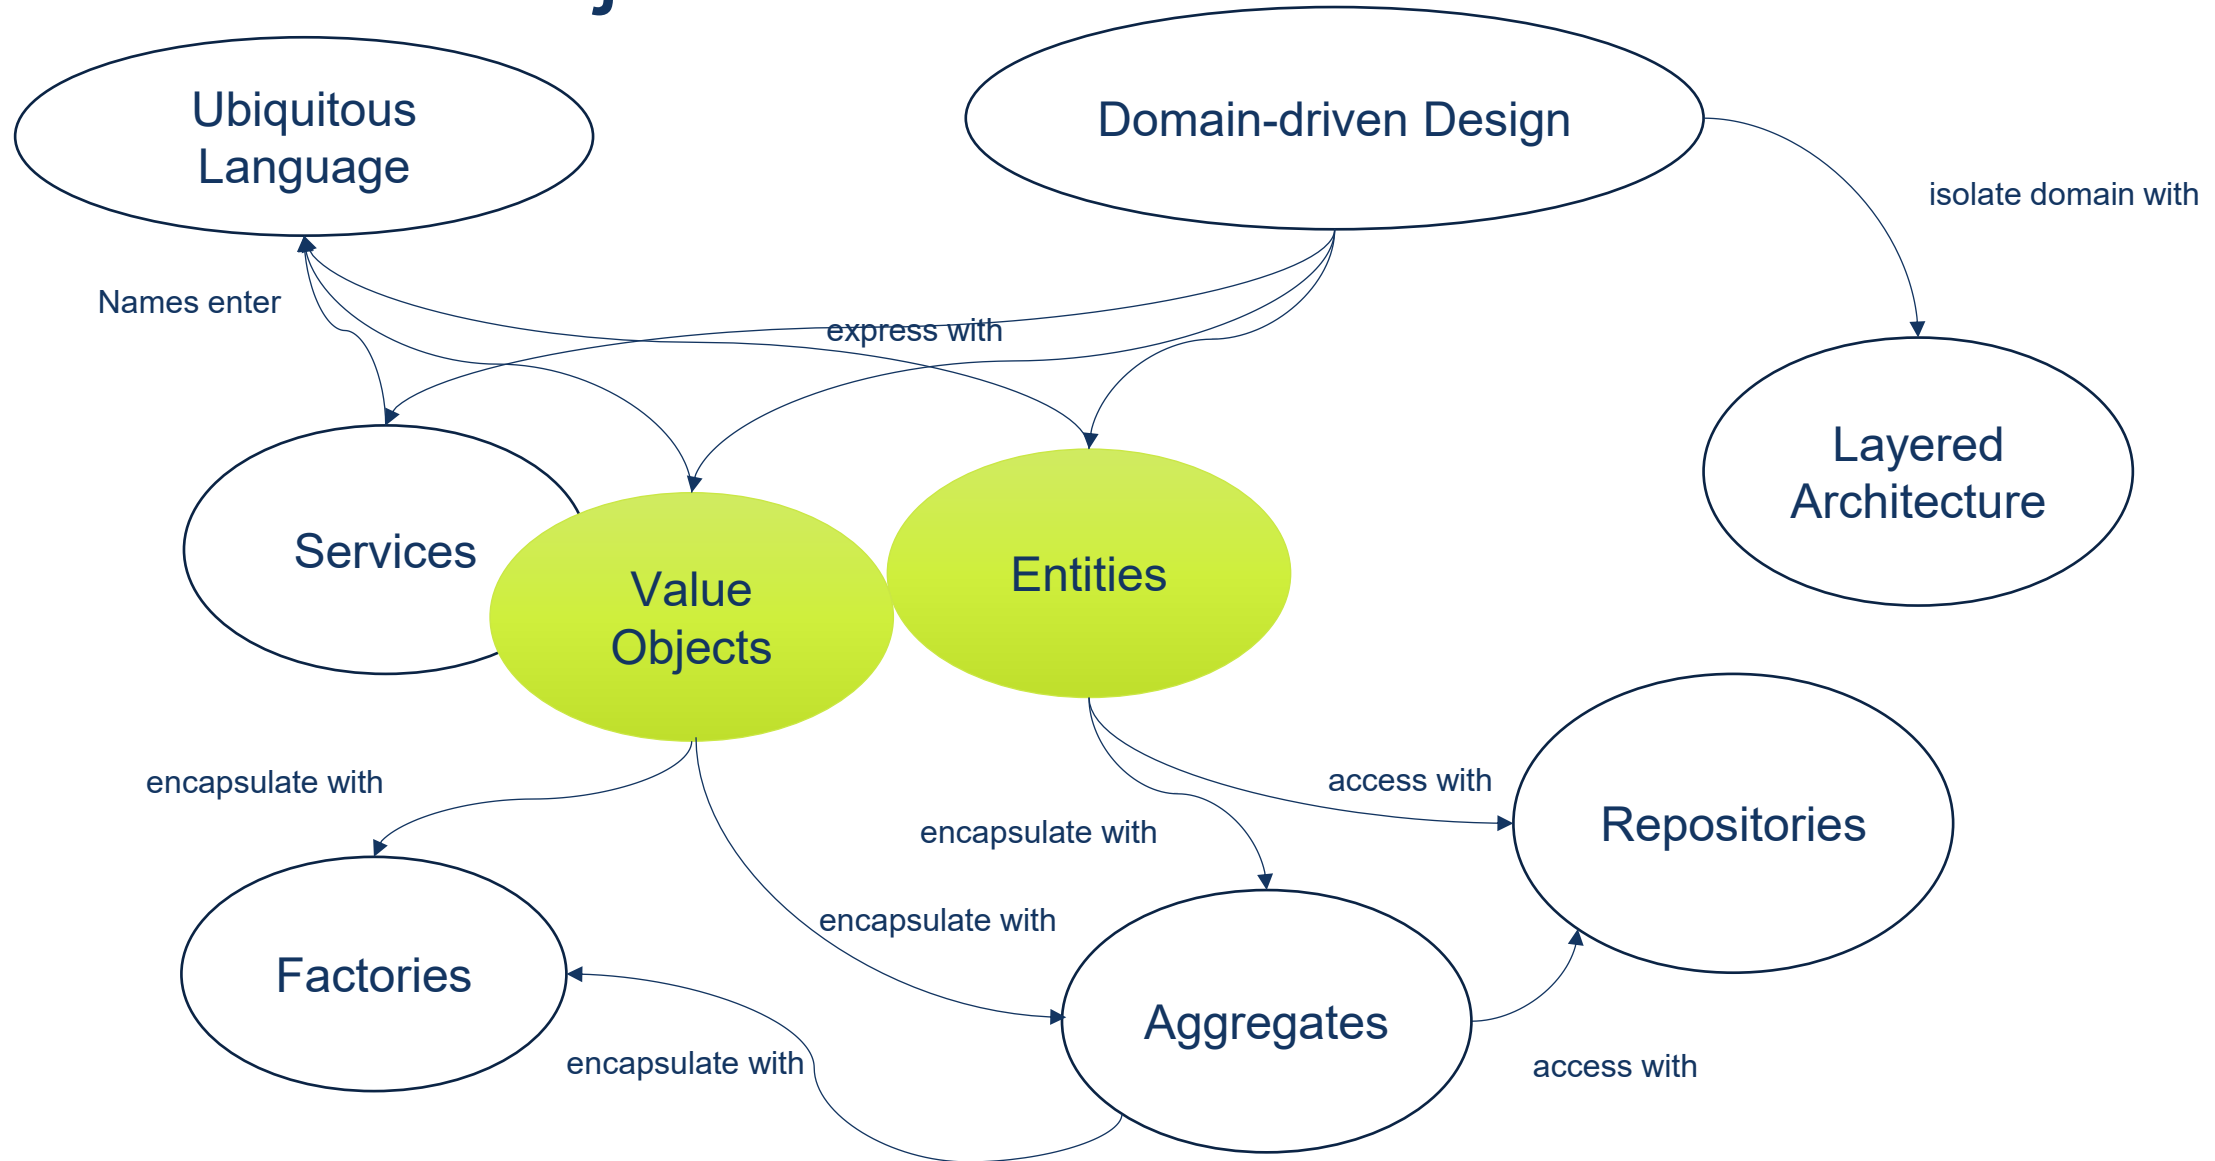 Ubiquitous
Language
Domain-driven Design
isolate domain with
Names enter
express with
Layered
Architecture
Services
Value
Objects
Entities
encapsulate with
access with
Repositories
encapsulate with
encapsulate with
Factories
Aggregates
encapsulate with
access with